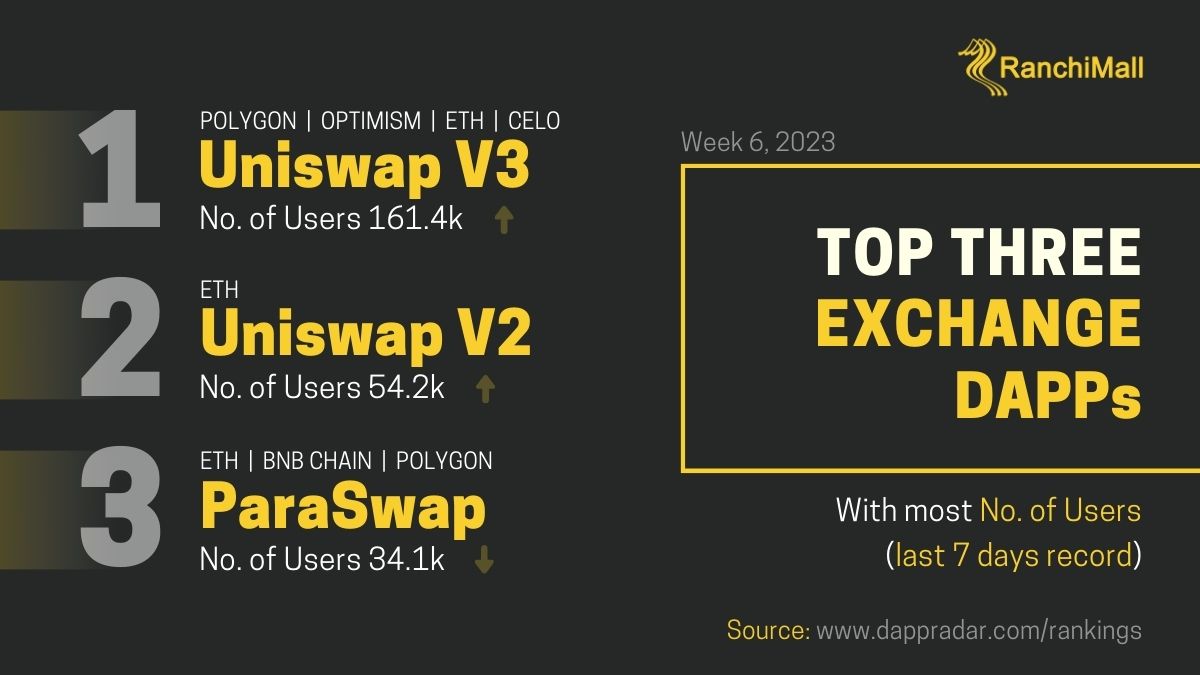 RanchiMall
1
POLYGON | OPTIMISM | ETH | CELO
Uniswap V3
No. of Users 161.4k
2
ETH
Uniswap V2
No. of Users 54.2k
3
ETH | BNB CHAIN | POLYGON
ParaSwap
No. of Users 34.1k
Week 6, 2023
TOP THREE
EXCHANGE
DAPPs
With most No. of Users
(last 7 days record)
Source: www.dappradar.com/rankings